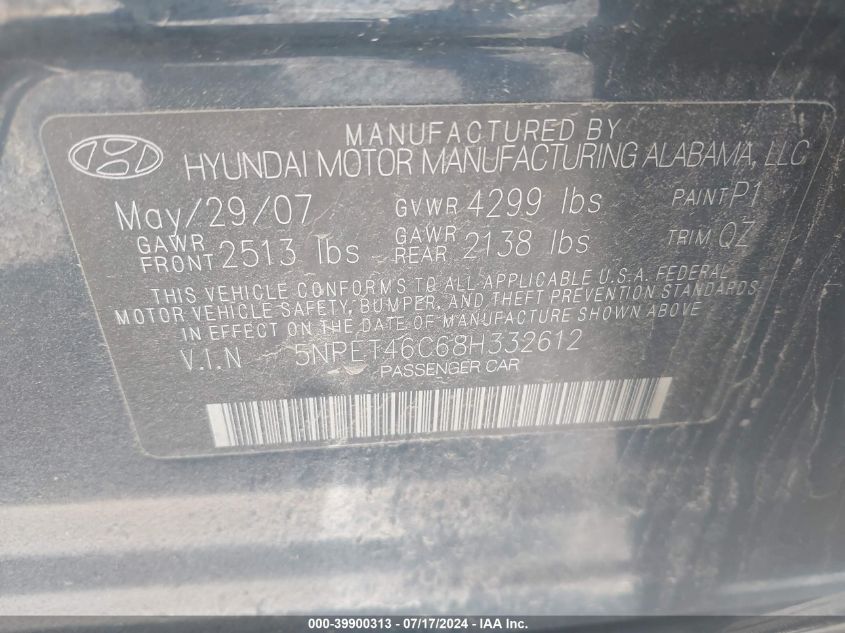 MANUFACTURED BY
HYUNDAI MOTOR MANUFACTURING ALABAMA, LLC
May/29/07 GVWR 4299 lbs PAINT P1
GAWR FRONT 2513 lbs GAWR REAR 2138 lbs TRIM QZ
THIS VEHICLE CONFORMS TO ALL APPLICABLE U.S.A. FEDERAL
MOTOR VEHICLE SAFETY, BUMPER, AND THEFT PREVENTION STANDARDS
IN EFFECT ON THE DATE OF MANUFACTURE SHOWN ABOVE
V.I.N 5NPET46C68H332612
PASSENGER CAR
000-39900313 - 07/17/2024 - IAA Inc.